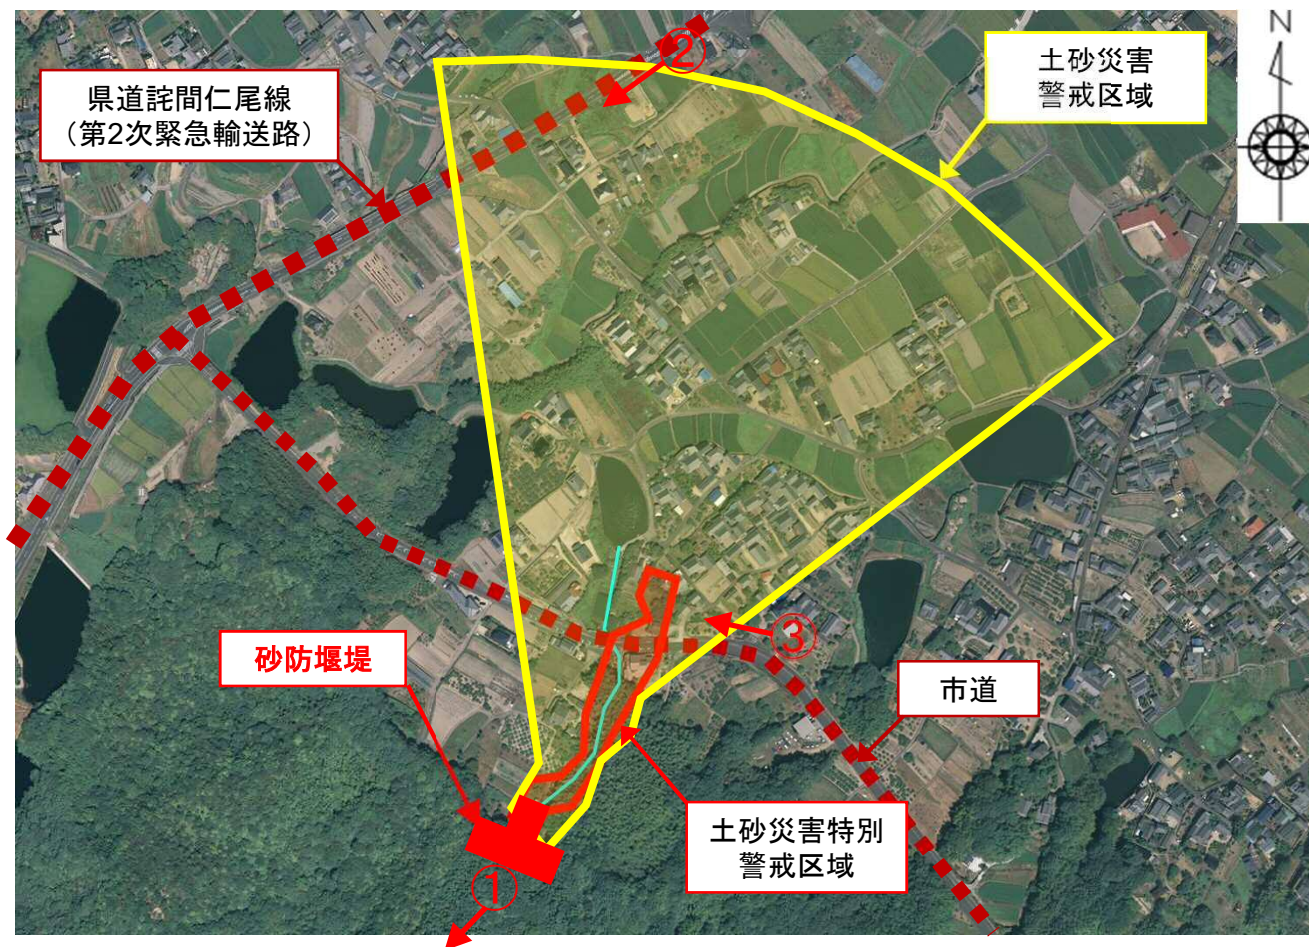 N
②
土砂災害
警戒区域
県道詫間仁尾線
（第2次緊急輸送路）
③
砂防堰堤
市道
土砂災害特別
警戒区域
①